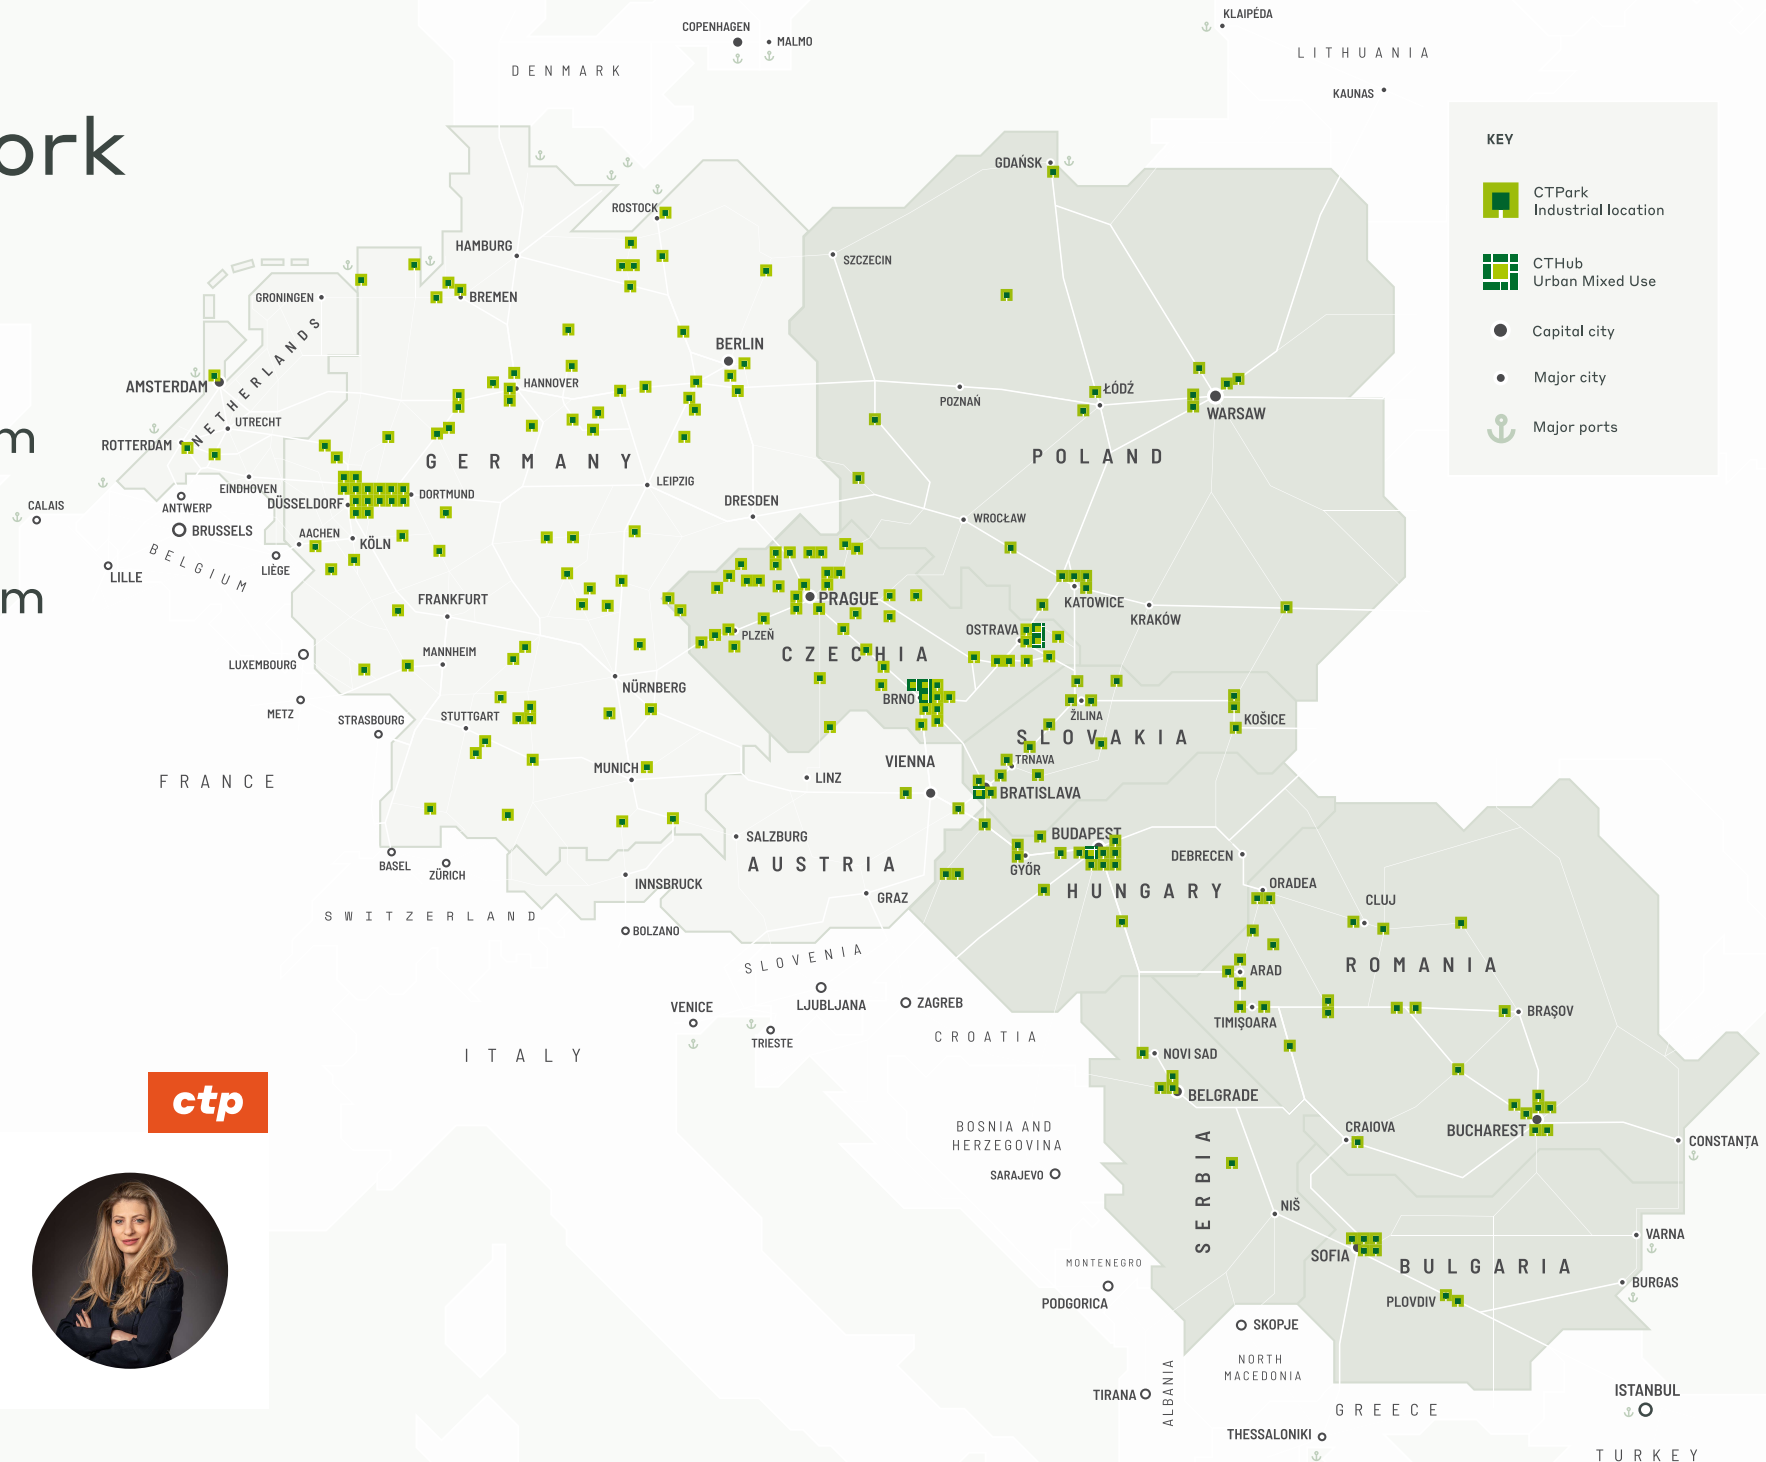 ork
m
m
KEY
CTPark
Industrial location
CTHub
Urban Mixed Use
Capital city
Major city
Major ports
KLAIPÉDA
COPENHAGEN
MALMO
LITHUANIA
DENMARK
KAUNAS
GDAŃSK
ROSTOCK
HAMBURG
SZCZECIN
GRONINGEN
BREMEN
BERLIN
NETHERLANDS
AMSTERDAM
HANNOVER
POZNAŃ
ŁÓDŹ
WARSAW
UTRECHT
ROTTERDAM
GERMANY
POLAND
EINDHOVEN
LEIPZIG
DORTMUND
DÜSSELDORF
DRESDEN
CALAIS
ANTWERP
WROCŁAW
BRUSSELS
AACHEN
KÖLN
BELGIUM
LIÈGE
LILLE
FRANKFURT
PRAGUE
KATOWICE
KRAKÓW
OSTRAVA
PLZEŇ
CZECHIA
MANNHEIM
LUXEMBOURG
NÜRNBERG
BRNO
METZ
STRASBOURG
STUTTGART
ŽILINA
KOŠICE
SLOVAKIA
VIENNA
TRNAVA
MUNICH
LINZ
FRANCE
BRATISLAVA
SALZBURG
BUDAPEST
DEBRECEN
BASEL
ZÜRICH
AUSTRIA
GYŐR
INNSBRUCK
ORADEA
HUNGARY
GRAZ
CLUJ
SWITZERLAND
BOLZANO
SLOVENIA
ROMANIA
ARAD
LJUBLJANA
ZAGREB
VENICE
TIMIȘOARA
BRAȘOV
CROATIA
TRIESTE
ITALY
NOVI SAD
BELGRADE
ctp
BOSNIA AND
HERZEGOVINA
CRAIOVA
BUCHAREST
CONSTANȚA
SARAJEVO
SERBIA
NIŠ
VARNA
SOFIA
MONTENEGRO
BULGARIA
BURGAS
PODGORICA
PLOVDIV
SKOPJE
NORTH
MACEDONIA
ALBANIA
TIRANA
ISTANBUL
GREECE
THESSALONIKI
TURKEY